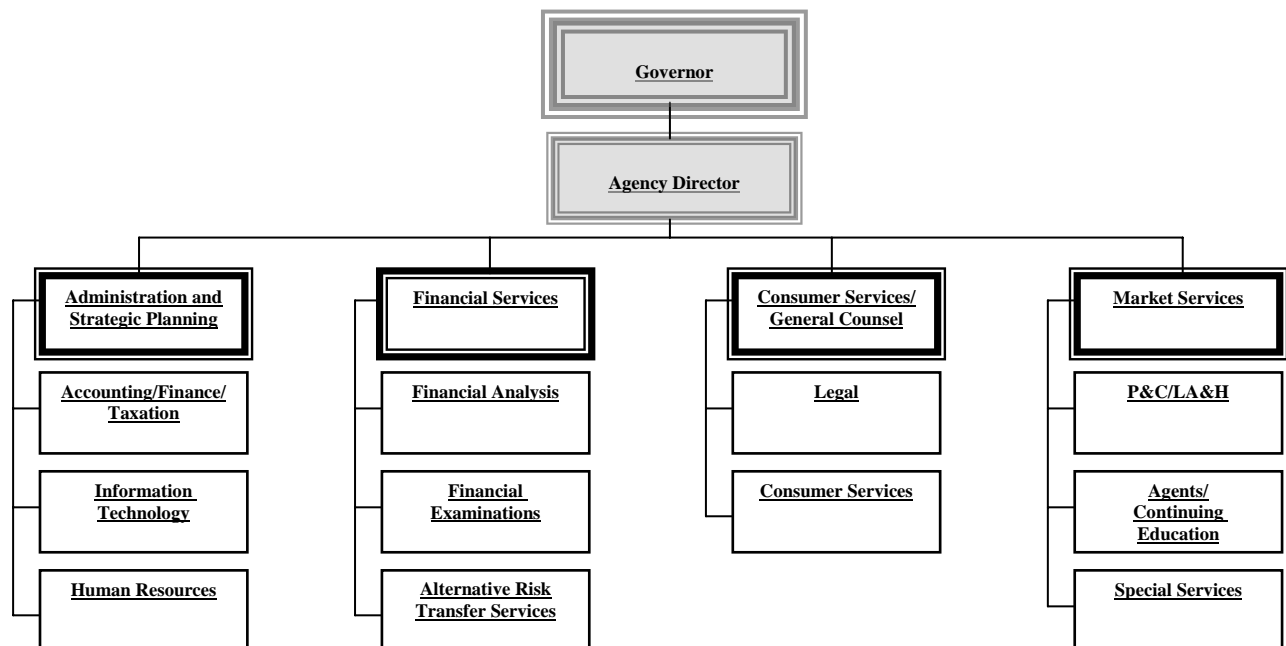 Governor
Agency Director
Administration and
Strategic Planning
Financial Services
Consumer Services/
General Counsel
Market Services
Accounting/Finance/
Taxation
Financial Analysis
Legal
P&C/LA&H
Information
Technology
Financial
Examinations
Consumer Services
Agents/
Continuing
Education
Human Resources
Alternative Risk
Transfer Services
Special Services